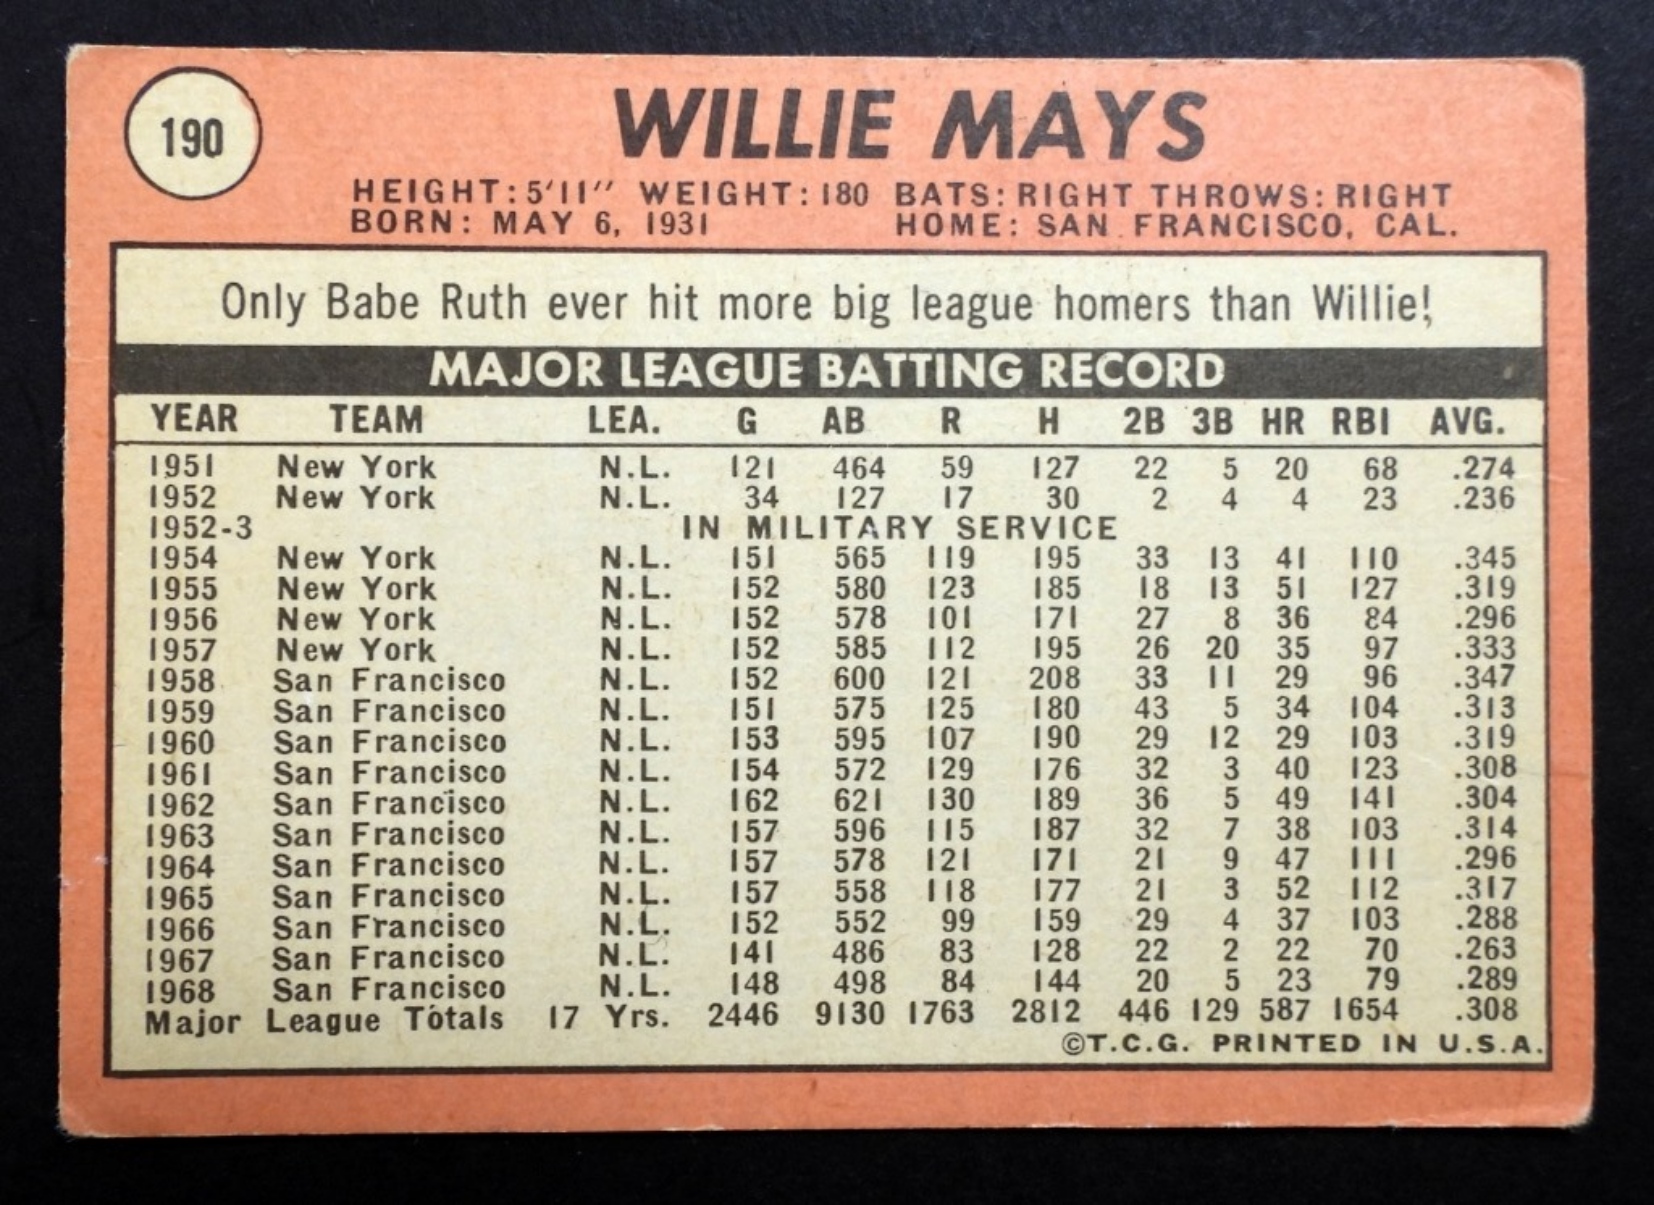 190
WILLIE MAYS
HEIGHT: 5'11" WEIGHT: 180 BATS: RIGHT THROWS: RIGHT
BORN: MAY 6, 1931 HOME: SAN FRANCISCO, CAL.
Only Babe Ruth ever hit more big league homers than Willie!
MAJOR LEAGUE BATTING RECORD
YEAR TEAM LEA. G AB R H 2B 3B HR RBI AVG.
1951 New York N.L. 121 464 59 127 22 5 20 68 .274
1952 New York N.L. 34 127 17 30 2 4 4 23 .236
1952-3 IN MILITARY SERVICE
1954 New York N.L. 151 565 119 195 33 13 41 110 .345
1955 New York N.L. 152 580 123 185 18 13 51 127 .319
1956 New York N.L. 152 578 101 171 27 8 36 84 .296
1957 New York N.L. 152 585 112 195 26 20 35 97 .333
1958 San Francisco N.L. 152 600 121 208 33 11 29 96 .347
1959 San Francisco N.L. 151 575 125 180 43 5 34 104 .313
1960 San Francisco N.L. 153 595 107 190 29 12 29 103 .319
1961 San Francisco N.L. 154 572 129 176 32 3 40 123 .308
1962 San Francisco N.L. 162 621 130 189 36 5 49 141 .304
1963 San Francisco N.L. 157 596 115 187 32 7 38 103 .314
1964 San Francisco N.L. 157 578 121 171 21 9 47 111 .296
1965 San Francisco N.L. 157 558 118 177 21 3 52 112 .317
1966 San Francisco N.L. 152 552 99 159 29 4 37 103 .288
1967 San Francisco N.L. 141 486 83 128 22 2 22 70 .263
1968 San Francisco N.L. 148 498 84 144 20 5 23 79 .289
Major League Totals 17 Yrs. 2446 9130 1763 2812 446 129 587 1654 .308
©T.C.G. PRINTED IN U.S.A.